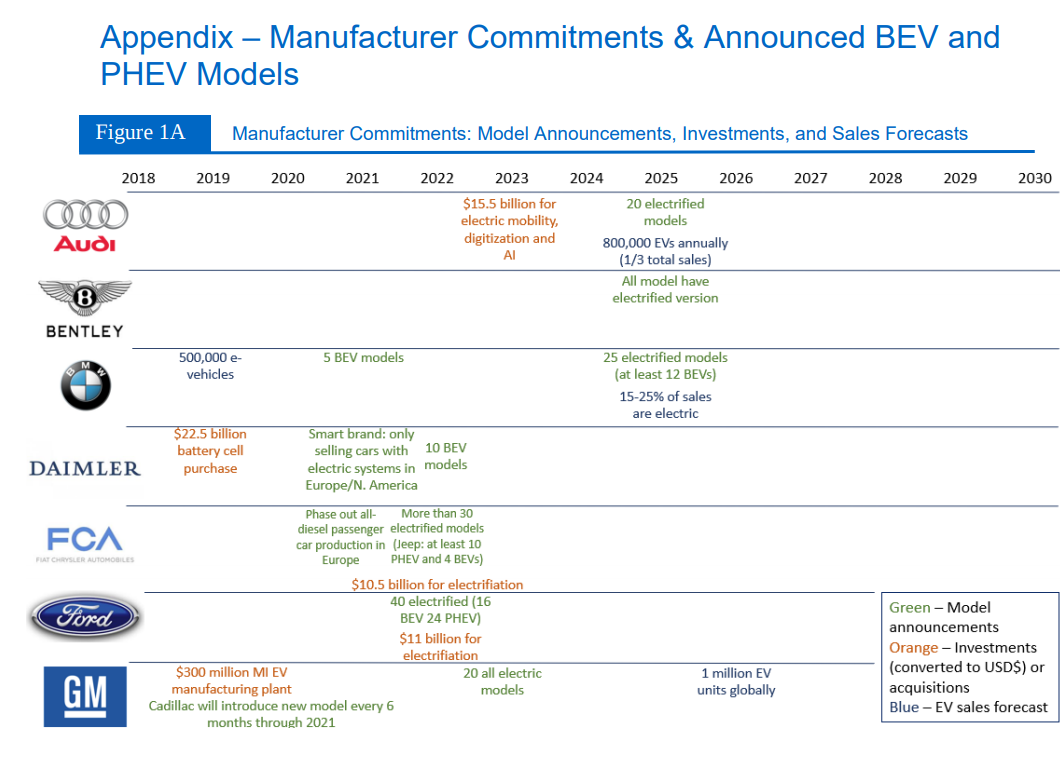 Appendix – Manufacturer Commitments & Announced BEV and
PHEV Models
Figure 1A
Manufacturer Commitments: Model Announcements, Investments, and Sales Forecasts
2018 2019 2020 2021 2022 2023 2024 2025 2026 2027 2028 2029 2030
Audi
$15.5 billion for
electric mobility,
digitization and
AI
20 electrified
models
800,000 EVs annually
(1/3 total sales)
B
BENTLEY
All model have
electrified version
BMW
500,000 e-
vehicles
5 BEV models
25 electrified models
(at least 12 BEVs)
15-25% of sales
are electric
DAIMLER
$22.5 billion
battery cell
purchase
Smart brand: only
selling cars with
electric systems in
Europe/N. America
10 BEV
models
FCA
FIAT CHRYSLER AUTOMOBILES
Phase out all-
diesel passenger
car production in
Europe
More than 30
electrified models
(Jeep: at least 10
PHEV and 4 BEVs)
$10.5 billion for electrifiation
Ford
40 electrified (16
BEV 24 PHEV)
$11 billion for
electrifiation
GM
$300 million MI EV
manufacturing plant
Cadillac will introduce new model every 6
months through 2021
20 all electric
models
1 million EV
units globally
Green – Model
announcements
Orange – Investments
(converted to USD$) or
acquisitions
Blue – EV sales forecast